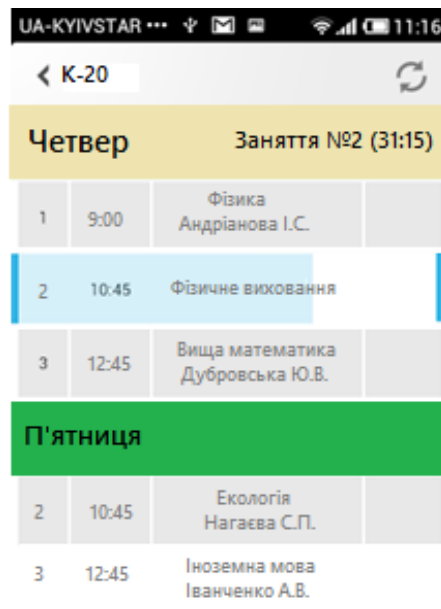 UA-KYIVSTAR ••• 11:16
K-20
Четвер Заняття №2 (31:15)
1 9:00 Фізика
Андріанова І.С.
2 10:45 Фізичне виховання
3 12:45 Вища математика
Дубровська Ю.В.
П'ятниця
2 10:45 Екологія
Нагаєва С.П.
3 12:45 Іноземна мова
Іванченко А.В.